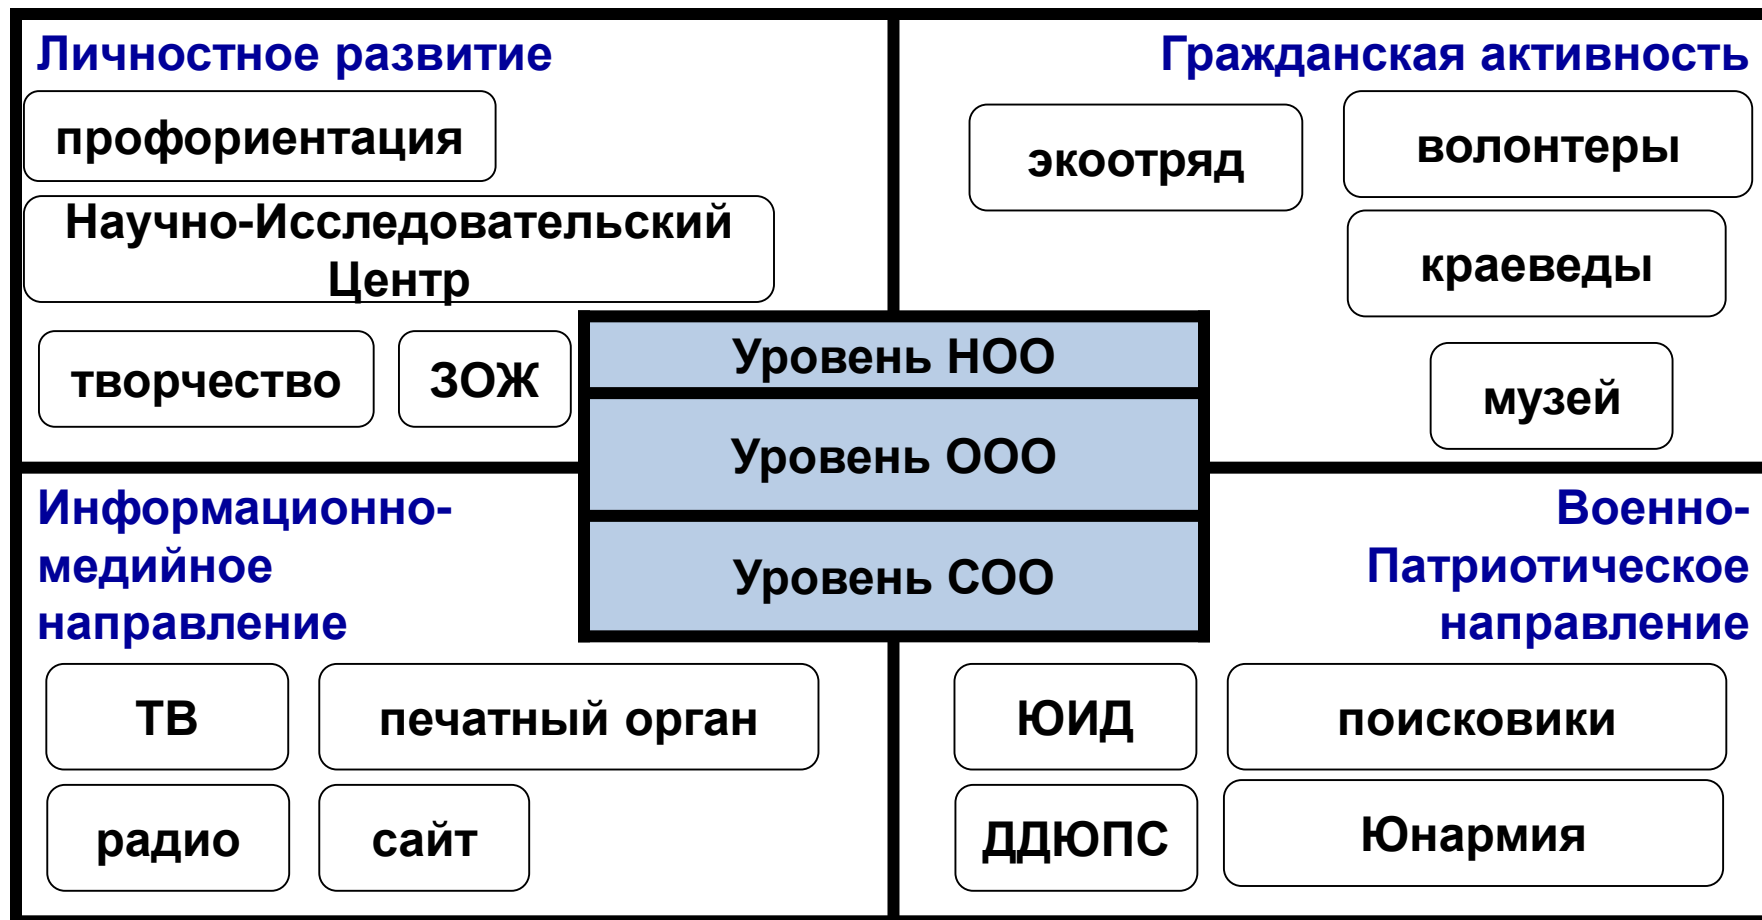 Личностное развитие
профориентация
Научно-Исследовательский
Центр
творчество
ЗОЖ
Гражданская активность
экоотряд
волонтеры
краеведы
музей
Уровень НОО
Уровень ООО
Уровень СОО
Информационно-
медийное
направление
ТВ
печатный орган
радио
сайт
Военно-
Патриотическое
направление
ЮИД
поисковики
ДДЮПС
Юнармия